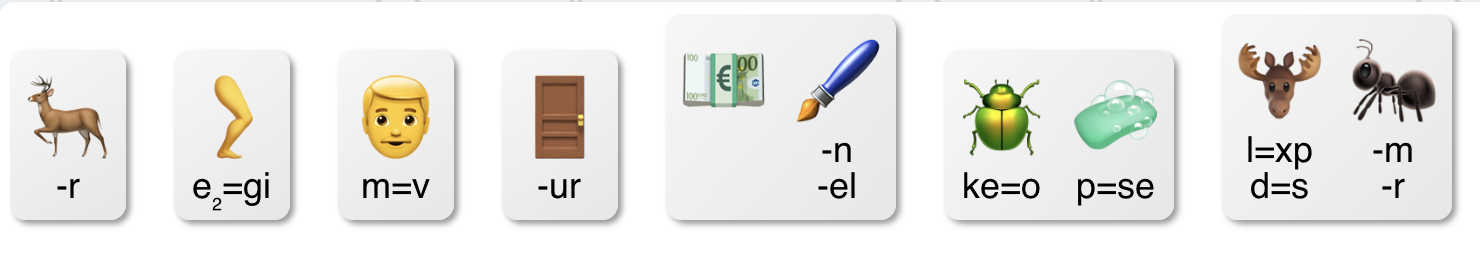 -r
e₂=gi
m=v
-ur
-n
-el
ke=o
p=se
l=xp
d=s
-m
-r